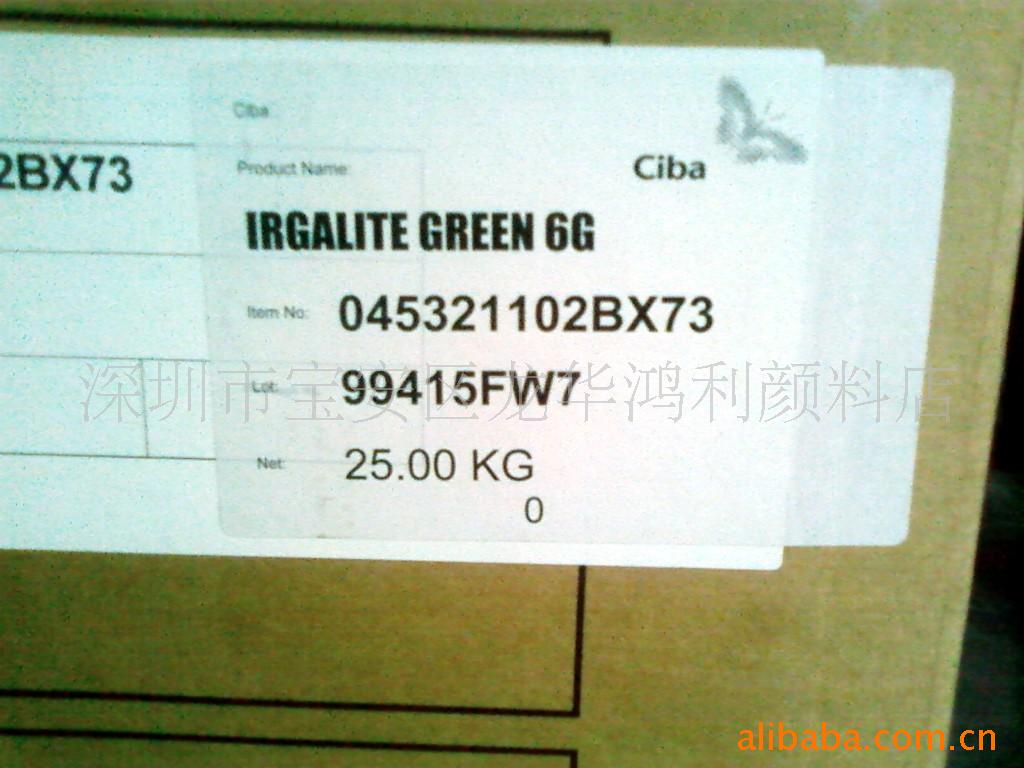 2BX73
Ciba
Ciba
Product Name:
IRGALITE GREEN 6G
Item No: 045321102BX73
Lot: 99415FW7
深圳市宝安区龙华鸿利颜料店
Net: 25.00 KG
0
alibaba.com.cn